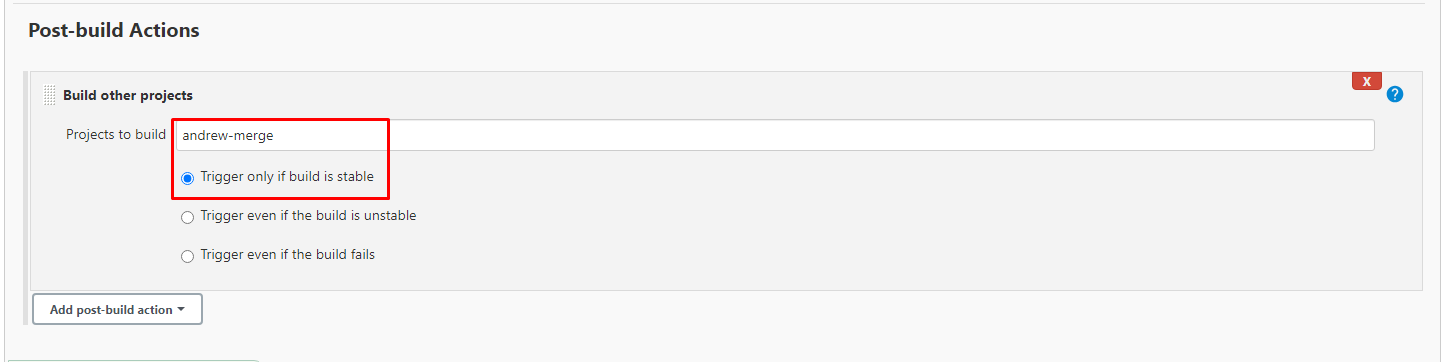 Post-build Actions
X
Build other projects
?
Projects to build
andrew-merge
Trigger only if build is stable
Trigger even if the build is unstable
Trigger even if the build fails
Add post-build action